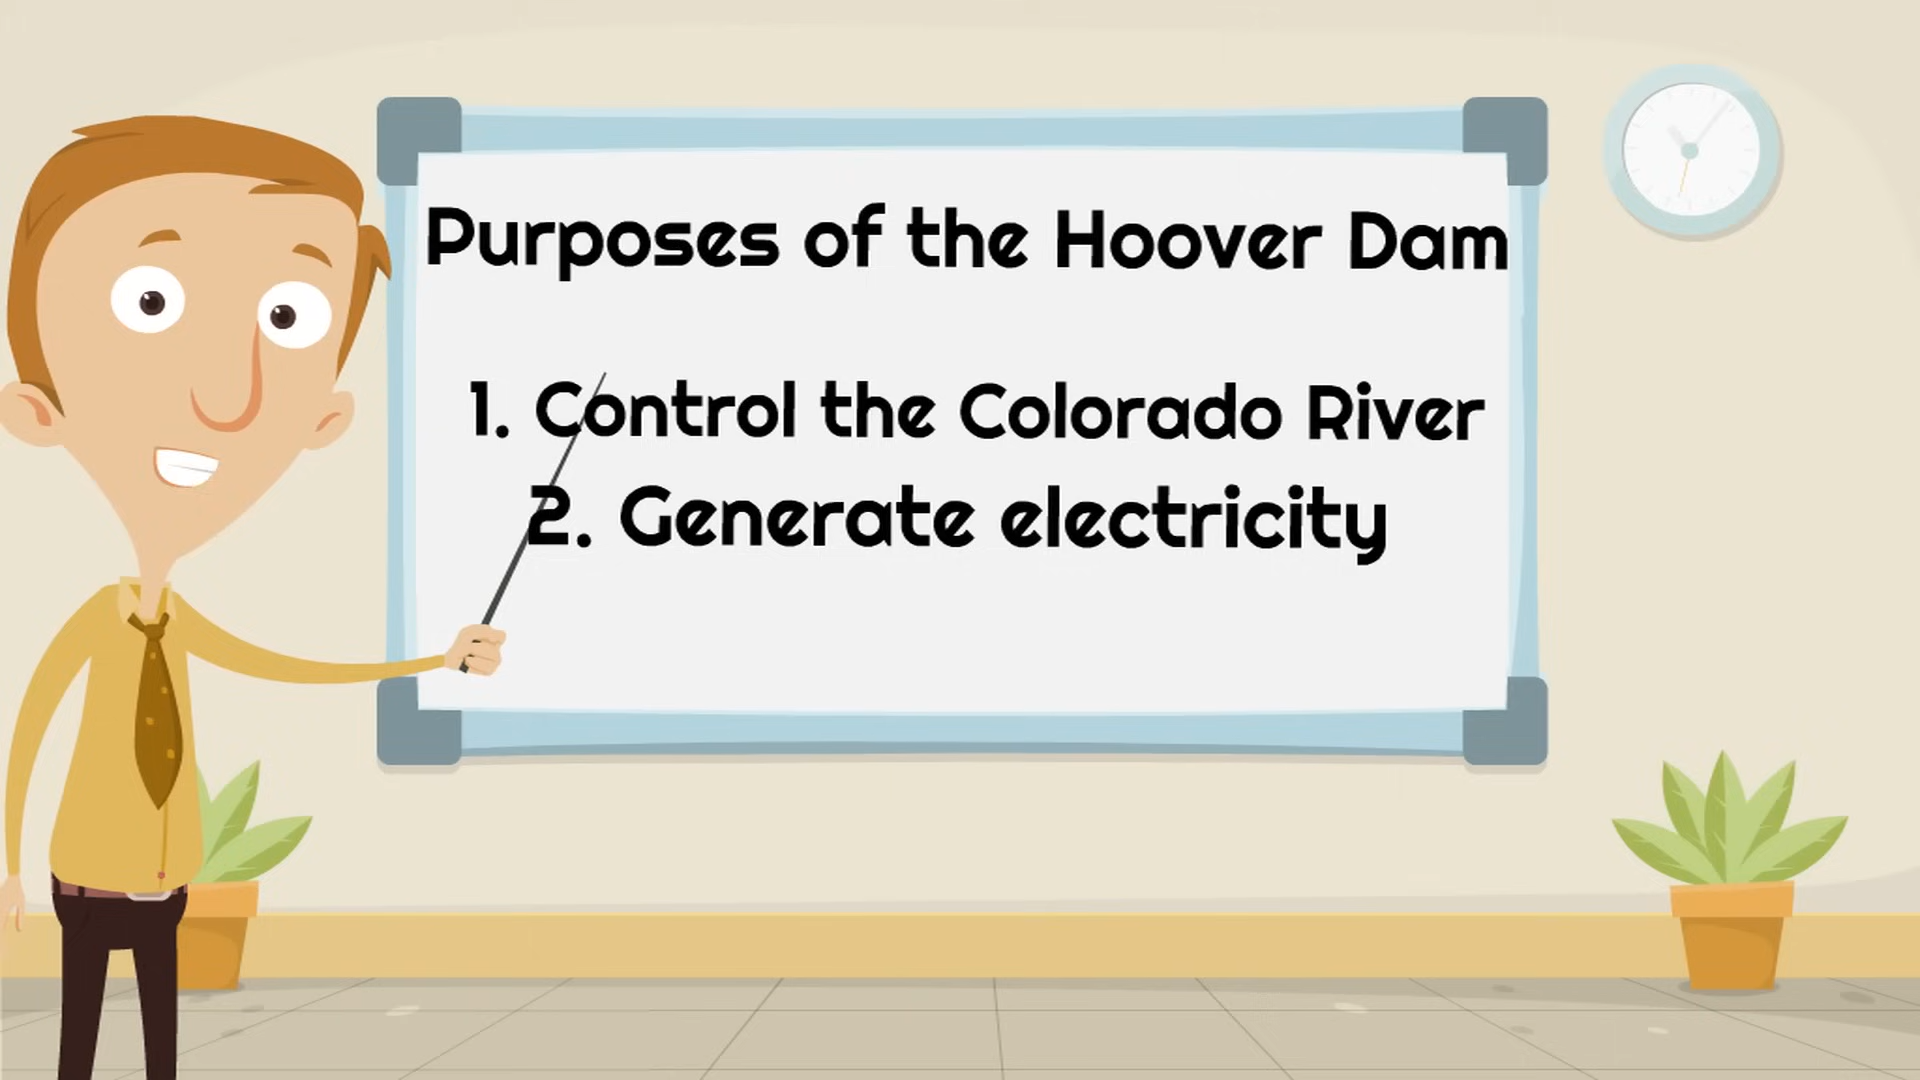 Purposes of the Hoover Dam
1. Control the Colorado River
2. Generate electricity